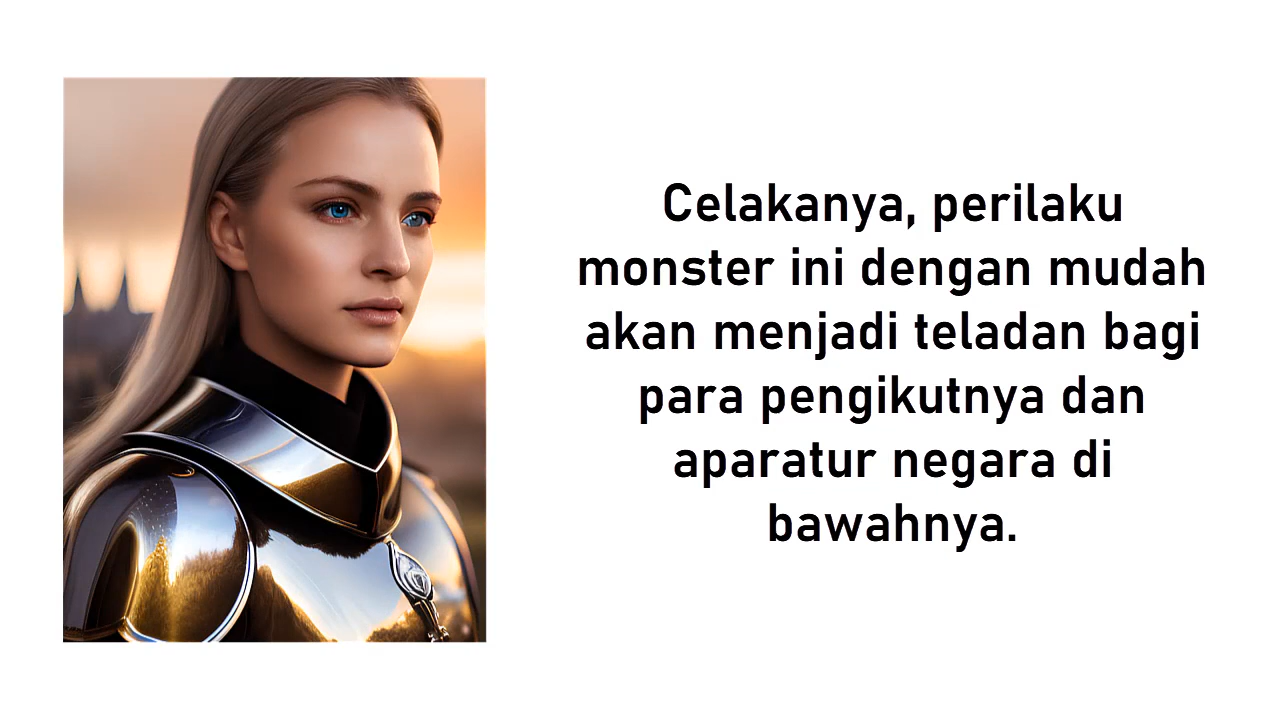 Celakanya, perilaku
monster ini dengan mudah
akan menjadi teladan bagi
para pengikutnya dan
aparatur negara di
bawahnya.